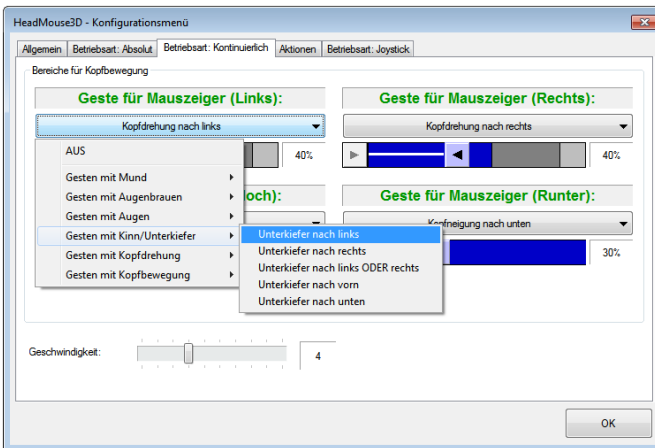 HeadMouse3D - Konfigurationsmenü
Allgemein Betriebsart: Absolut Betriebsart: Kontinuierlich Aktionen Betriebsart: Joystick
Bereiche für Kopfbewegung
Geste für Mauszeiger (Links):
Kopfdrehung nach links
40%
Geste für Mauszeiger (Rechts):
Kopfdrehung nach rechts
40%
AUS
Gesten mit Mund
Gesten mit Augenbrauen
Gesten mit Augen
Gesten mit Kinn/Unterkiefer
Gesten mit Kopfdrehung
Gesten mit Kopfbewegung
Unterkiefer nach links
Unterkiefer nach rechts
Unterkiefer nach links ODER rechts
Unterkiefer nach vorn
Unterkiefer nach unten
Geste für Mauszeiger (Runter):
Kopfneigung nach unten
30%
Geschwindigkeit:
4
OK